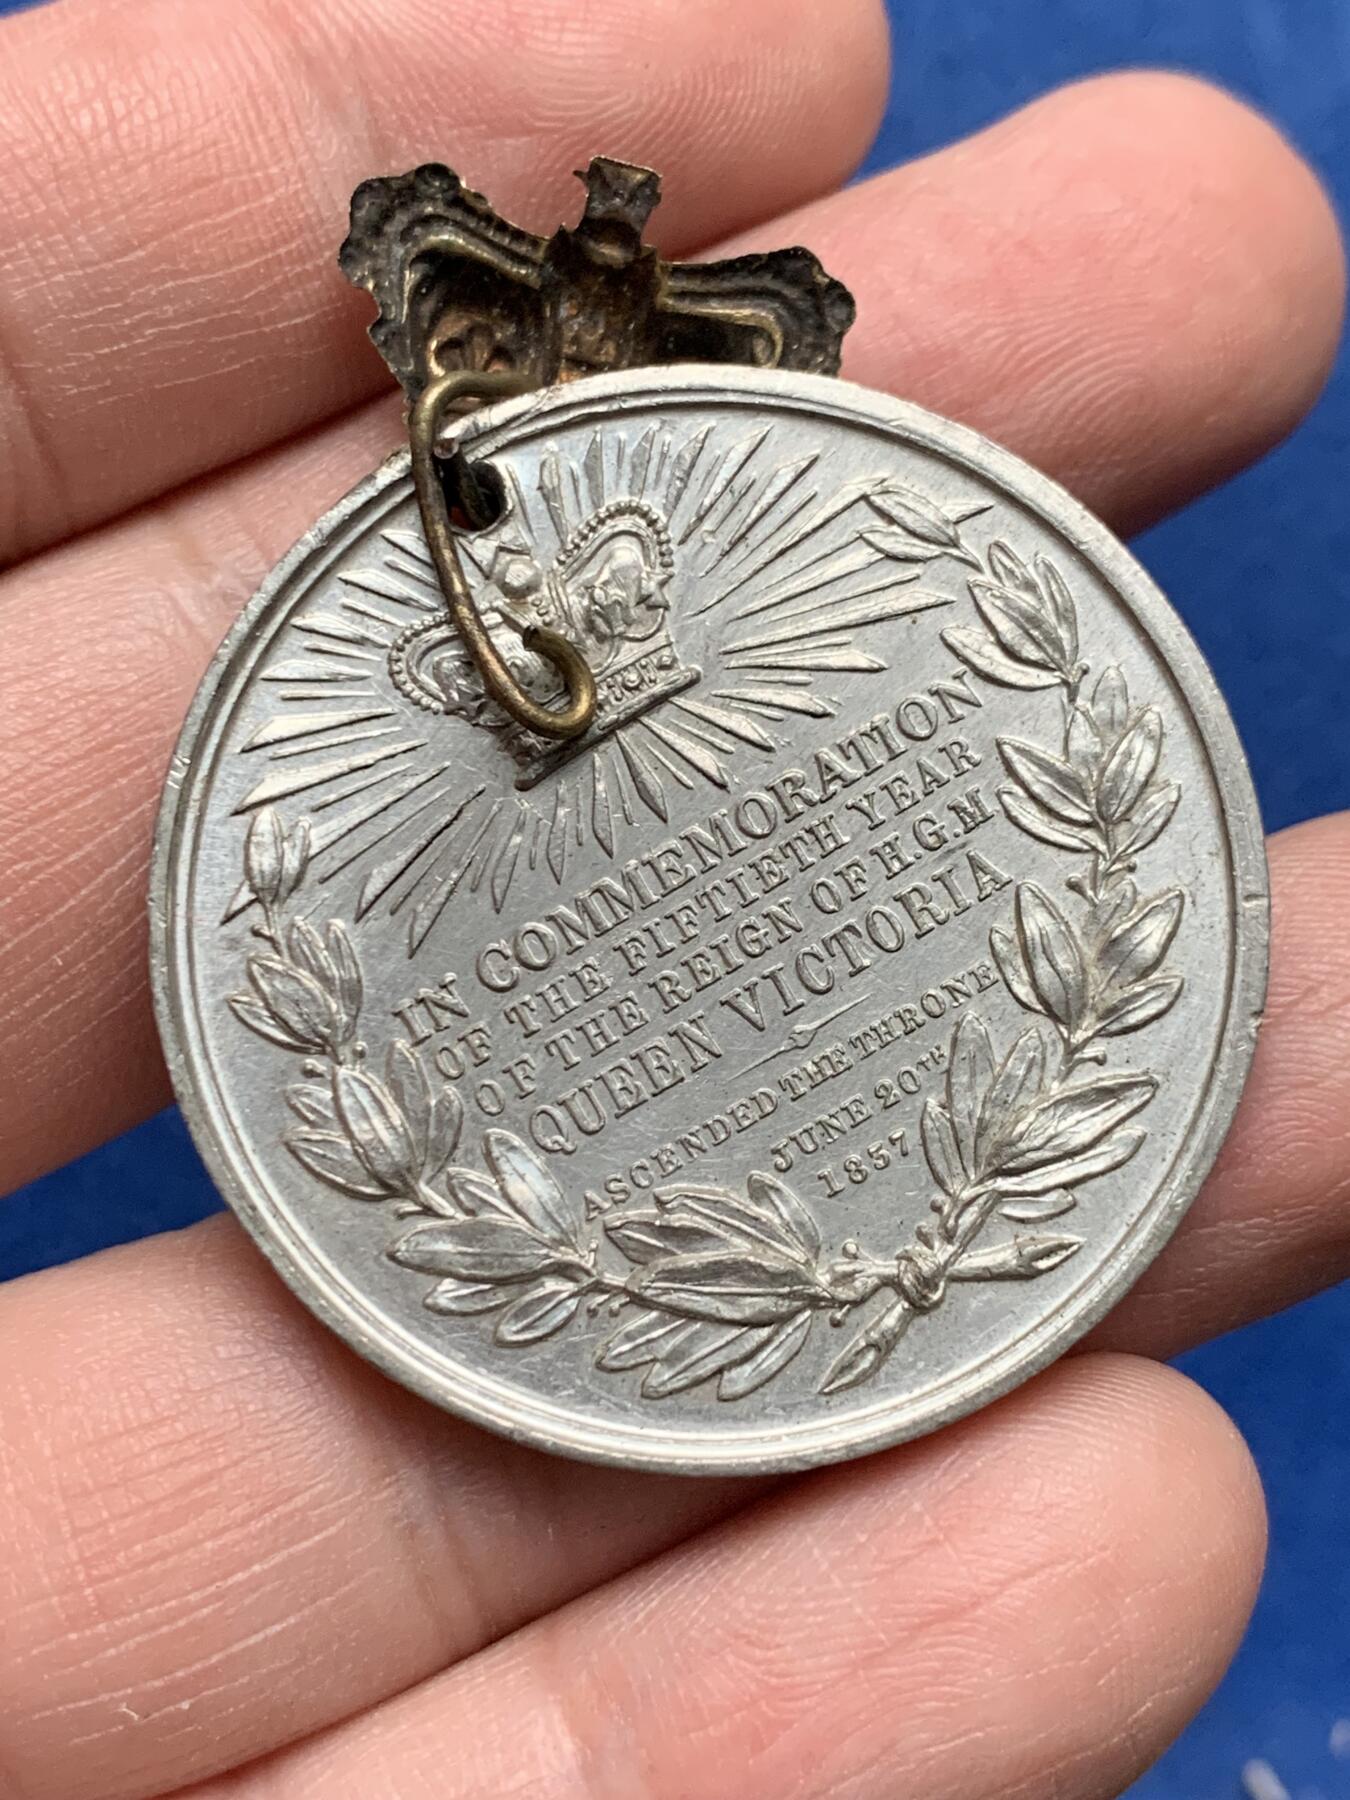 IN COMMEMORATION
OF THE FIFTIETH YEAR
OF THE REIGN OF H.G.M.
QUEEN VICTORIA
ASCENDED THE THRONE
JUNE 20TH
1837